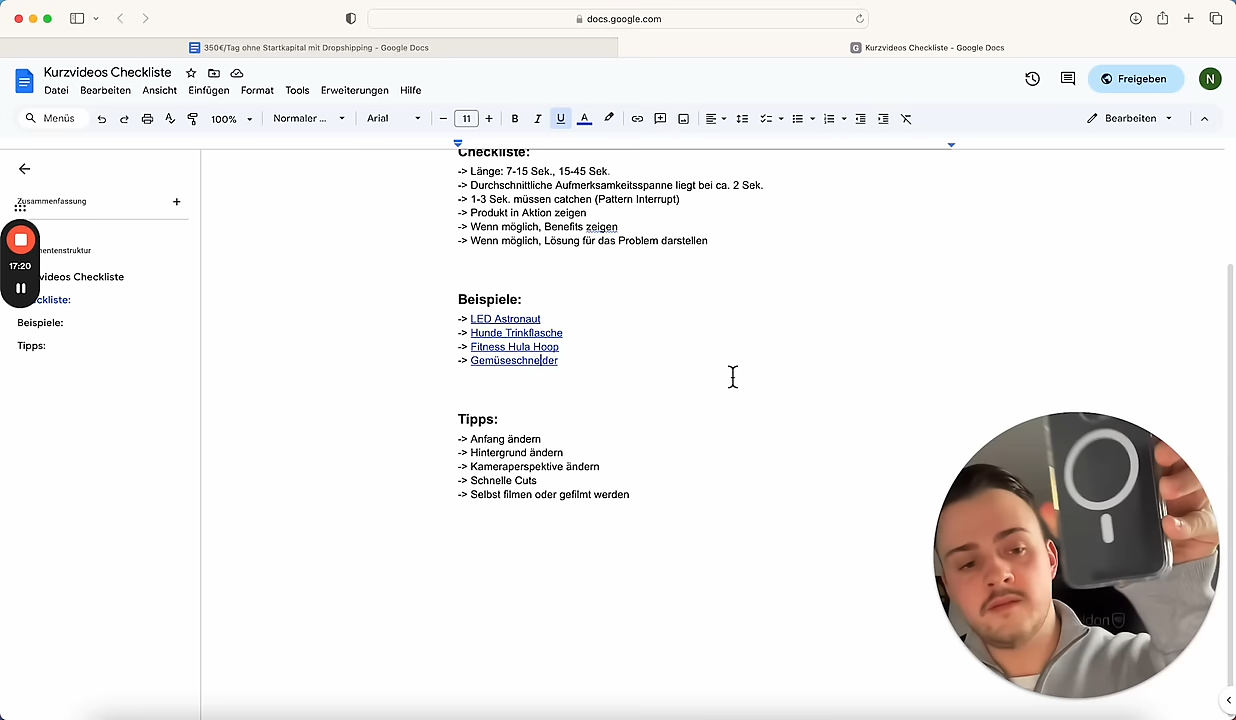 docs.google.com
350€/Tag ohne Startkapital mit Dropshipping – Google Docs
Kurzvideos Checkliste – Google Docs
Kurzvideos Checkliste
Datei Bearbeiten Ansicht Einfügen Format Tools Erweiterungen Hilfe
Freigeben
N
Menüs
100%
Normaler ...
Arial
11
B I U A
Bearbeiten
Zusammenfassung
17:20
mentenstruktur
videos Checkliste
ckliste:
Beispiele:
Tipps:
Checkliste:
-> Länge: 7-15 Sek., 15-45 Sek.
-> Durchschnittliche Aufmerksamkeitsspanne liegt bei ca. 2 Sek.
-> 1-3 Sek. müssen catchen (Pattern Interrupt)
-> Produkt in Aktion zeigen
-> Wenn möglich, Benefits zeigen
-> Wenn möglich, Lösung für das Problem darstellen
Beispiele:
-> LED Astronaut
-> Hunde Trinkflasche
-> Fitness Hula Hoop
-> Gemüseschneider
Tipps:
-> Anfang ändern
-> Hintergrund ändern
-> Kameraperspektive ändern
-> Schnelle Cuts
-> Selbst filmen oder gefilmt werden